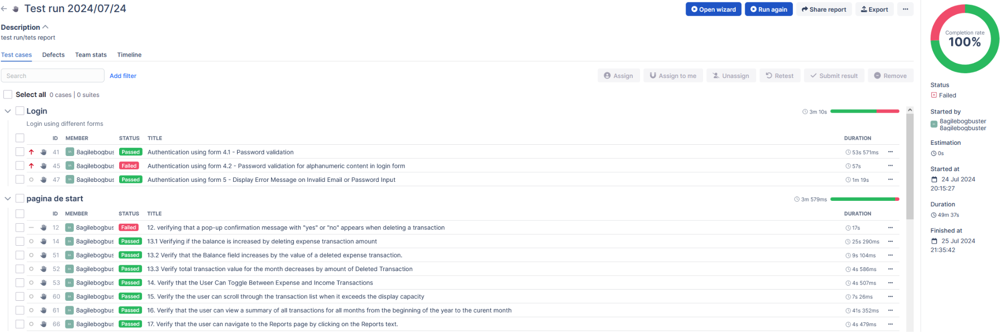 Test run 2024/07/24
Open wizard
Run again
Share report
Export
Description
test run/tets report
Test cases Defects Team stats Timeline
Search
Add filter
Assign
Assign to me
Unassign
Retest
Submit result
Remove
Select all 0 cases | 0 suites
Login 3m 10s
Login using different forms
ID MEMBER STATUS TITLE DURATION
41 8agilebogbus Passed Authentication using form 4.1 - Password validation 53s 571ms
45 8agilebogbus Failed Authentication using form 4.2 - Password validation for alphanumeric content in login form 57s
47 8agilebogbus Passed Authentication using form 5 - Display Error Message on Invalid Email or Password Input 1m 19s
pagina de start 3m 579ms
ID MEMBER STATUS TITLE DURATION
12 8agilebogbus Failed 12. verifying that a pop-up confirmation message with "yes" or "no" appears when deleting a transaction 17s
14 8agilebogbus Passed 13.1 Verifying if the balance is increased by deleting expense transaction amount 25s 290ms
51 8agilebogbus Passed 13.2 Verify that the Balance field increases by the value of a deleted expense transaction. 9s 104ms
52 8agilebogbus Passed 13.3 Verify total transaction value for the month decreases by amount of Deleted Transaction 4s 586ms
53 8agilebogbus Passed 14. Verify that the User Can Toggle Between Expense and Income Transactions 4s 507ms
60 8agilebogbus Passed 15. Verify the the user can scroll through the transaction list when it exceeds the display capacity 7s 26ms
61 8agilebogbus Passed 16. Verify that the user can view a summary of all transactions for all months from the beginning of the year to the curent month 41s 352ms
66 8agilebogbus Passed 17. Verify that the user can navigate to the Reports page by clicking on the Reports text. 4s 479ms
Completion rate
100%
Status
Failed
Started by
8agilebogbuster
8agilebogbuster
Estimation
0s
Started at
24 Jul 2024
20:15:27
Duration
49m 37s
Finished at
25 Jul 2024
21:35:42